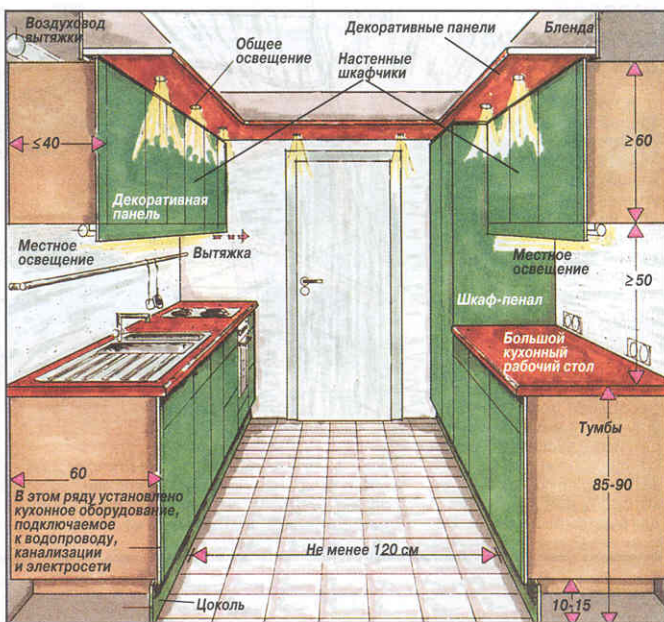 Воздуховод
вытяжки
Общее
освещение
Декоративные панели
Настенные
шкафчики
Бленда
≤40
≥60
Декоративная
панель
Местное
освещение
Вытяжка
Местное
освещение
≥50
Шкаф-пенал
Большой
кухонный
рабочий стол
Тумбы
60
85-90
В этом ряду установлено
кухонное оборудование,
подключаемое
к водопроводу,
канализации
и электросети
Не менее 120 см
Цоколь
10-15